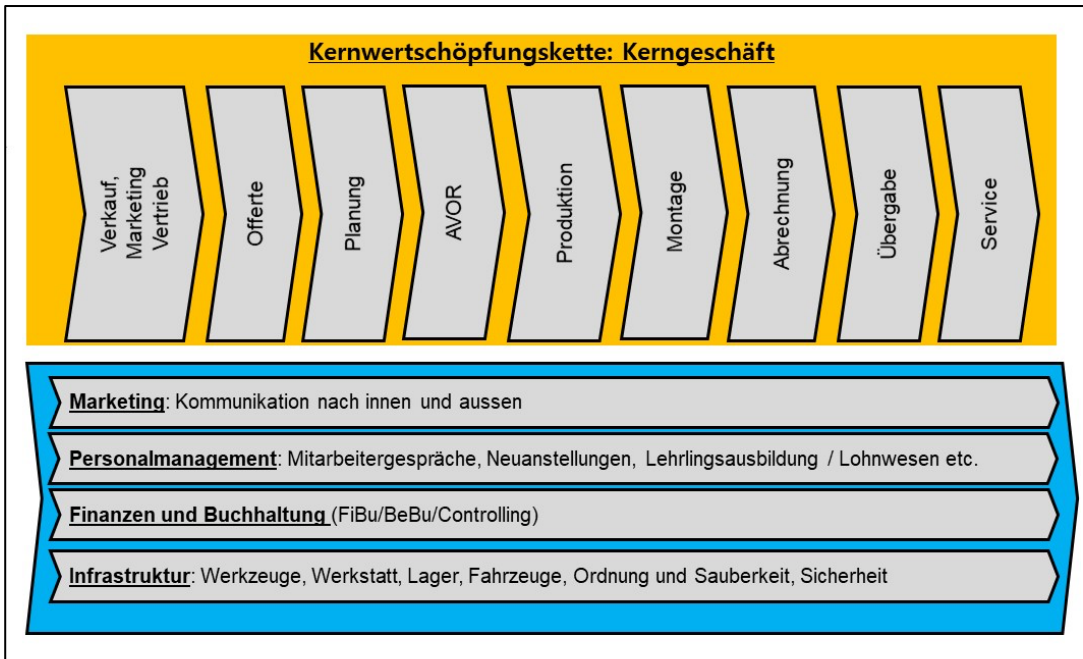 Kernwertschöpfungskette: Kerngeschäft
Verkauf,
Marketing
Vertrieb
Offerte
Planung
AVOR
Produktion
Montage
Abrechnung
Übergabe
Service
Marketing: Kommunikation nach innen und aussen
Personalmanagement: Mitarbeitergespräche, Neuanstellungen, Lehrlingsausbildung / Lohnwesen etc.
Finanzen und Buchhaltung (FiBu/BeBu/Controlling)
Infrastruktur: Werkzeuge, Werkstatt, Lager, Fahrzeuge, Ordnung und Sauberkeit, Sicherheit